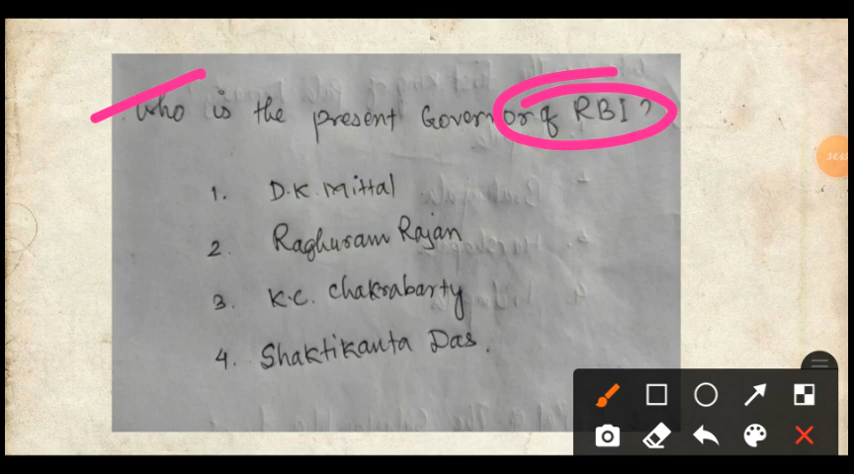 Who is the present Governor of RBI?
1. D.K. Mittal
2. Raghuram Rajan
3. K.C. Chakrabarty
4. Shaktikanta Das.